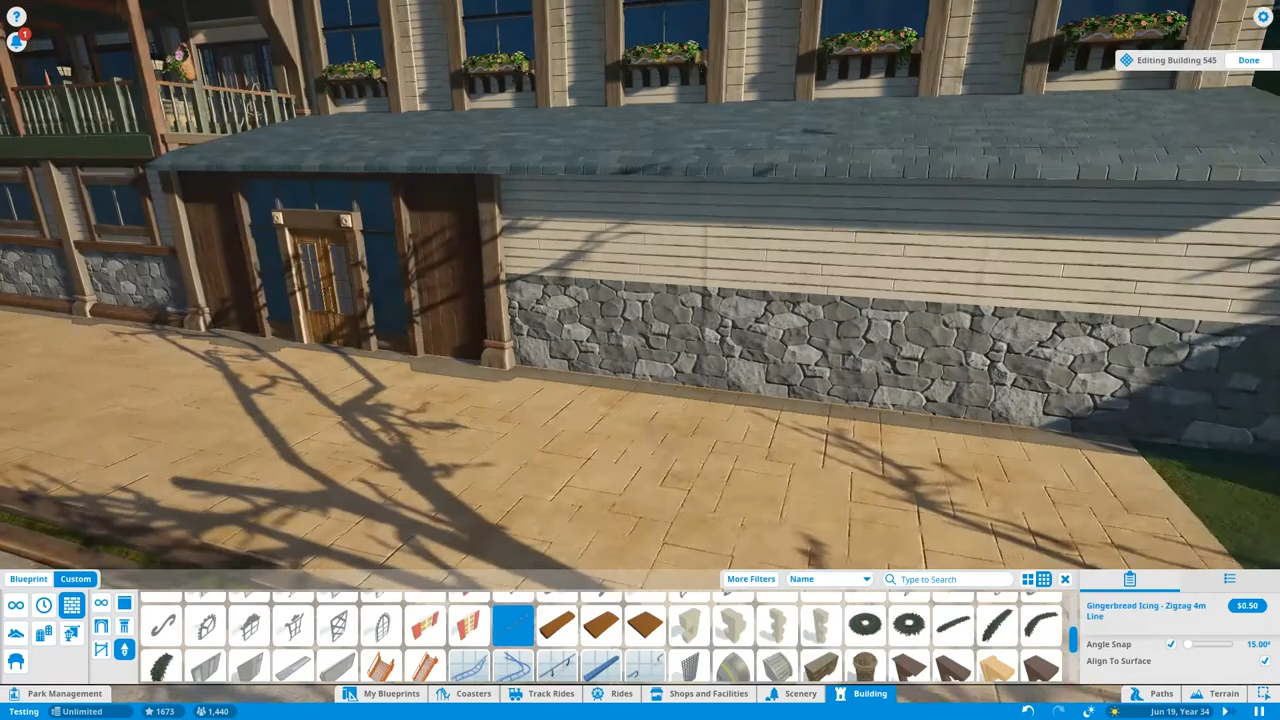 ?
1
Editing Building 545
Done
Blueprint
Custom
More Filters
Name
Type to Search
Gingerbread Icing - Zigzag 4m Line
$0.50
Angle Snap
15.00°
Align To Surface
Park Management
My Blueprints
Coasters
Track Rides
Rides
Shops and Facilities
Scenery
Building
Paths
Terrain
Testing
Unlimited
1673
1,440
Jun 19, Year 34